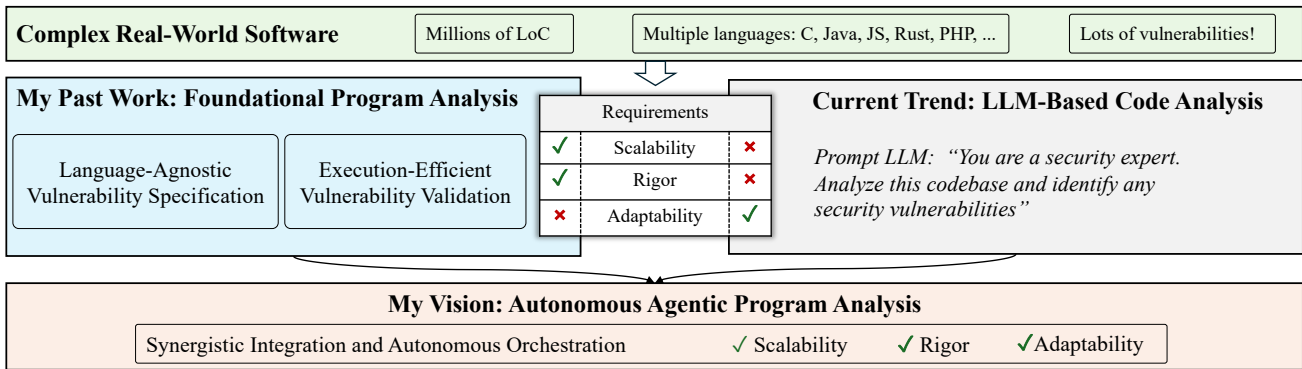 Complex Real-World Software
Millions of LoC
Multiple languages: C, Java, JS, Rust, PHP, ...
Lots of vulnerabilities!
My Past Work: Foundational Program Analysis
Language-Agnostic
Vulnerability Specification
Execution-Efficient
Vulnerability Validation
Requirements
✓ Scalability ×
✓ Rigor ×
× Adaptability ✓
Current Trend: LLM-Based Code Analysis
Prompt LLM: “You are a security expert.
Analyze this codebase and identify any
security vulnerabilities”
My Vision: Autonomous Agentic Program Analysis
Synergistic Integration and Autonomous Orchestration ✓ Scalability ✓ Rigor ✓Adaptability